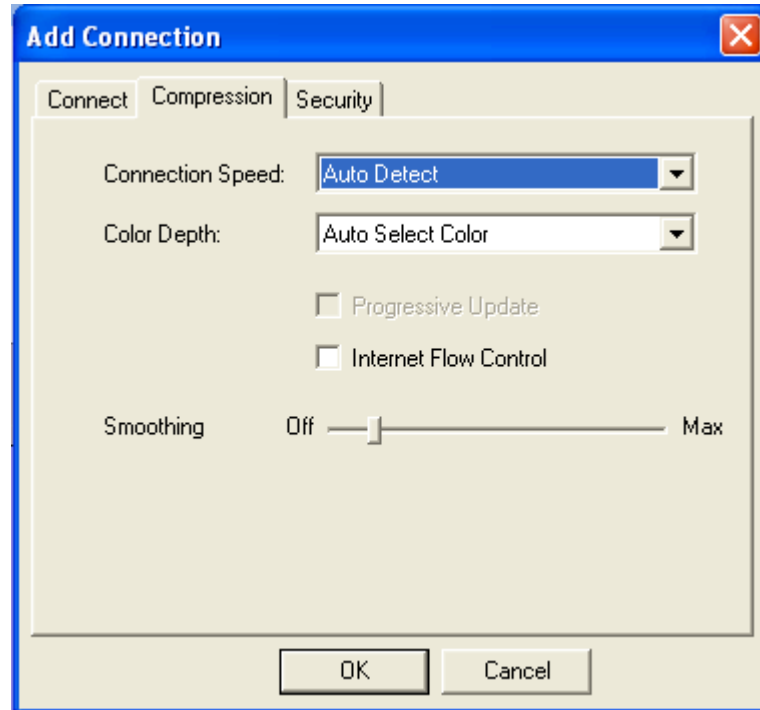 Add Connection
Connect Compression Security
Connection Speed: Auto Detect
Color Depth: Auto Select Color
Progressive Update
Internet Flow Control
Smoothing Off Max
OK Cancel